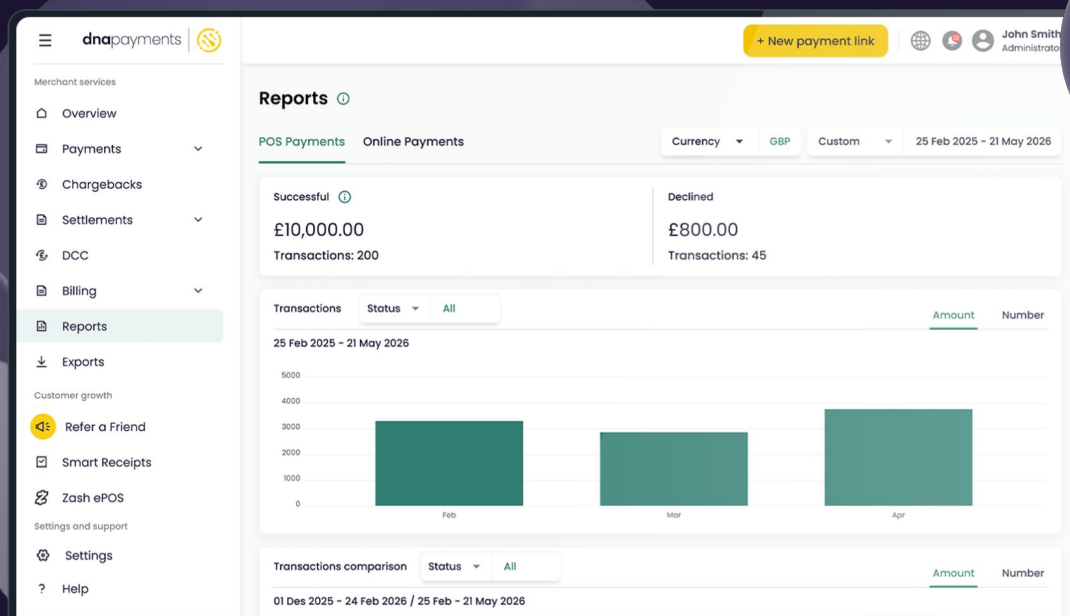 dnapayments
+ New payment link
12
John Smith
Administrato
Merchant services
Overview
Payments
Chargebacks
Settlements
DCC
Billing
Reports
Exports
Customer growth
Refer a Friend
Smart Receipts
Zash ePOS
Settings and support
Settings
Help
Reports
POS Payments Online Payments
Currency GBP Custom 25 Feb 2025 - 21 May 2026
Successful
£10,000.00
Transactions: 200
Declined
£800.00
Transactions: 45
Transactions Status All
Amount Number
25 Feb 2025 - 21 May 2026
5000
4000
3000
2000
1000
0
Feb Mar Apr
Transactions comparison Status All
Amount Number
01 Des 2025 - 24 Feb 2026 / 25 Feb - 21 May 2026